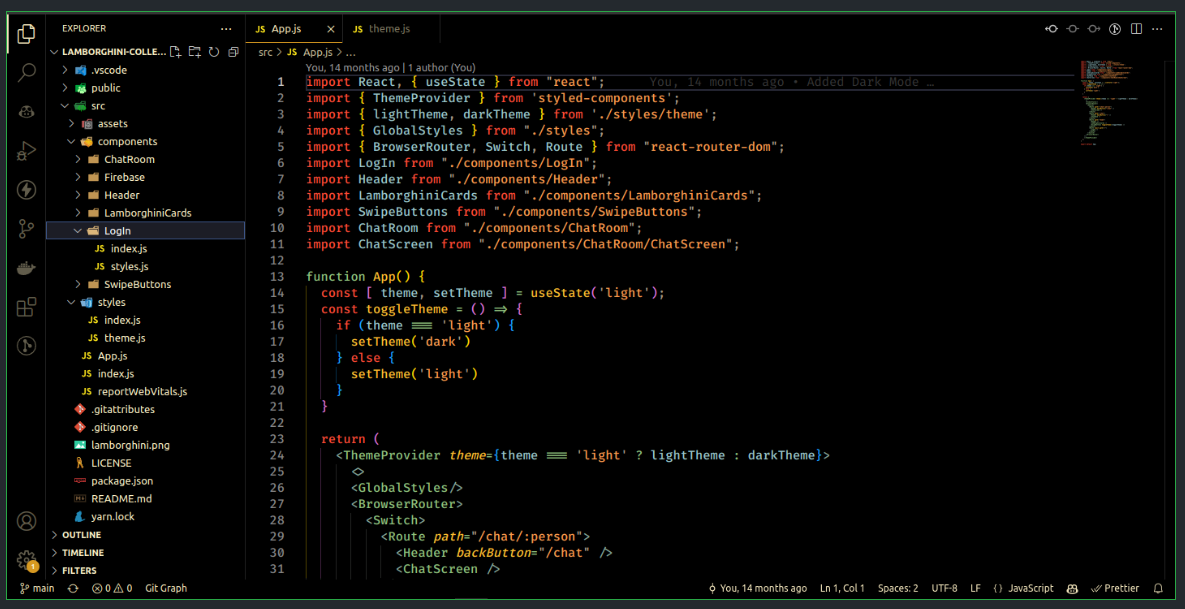 EXPLORER
LAMBORGHINI-COLLE...
.vscode
public
src
assets
components
ChatRoom
Firebase
Header
LamborghiniCards
LogIn
JS index.js
JS styles.js
SwipeButtons
styles
JS index.js
JS theme.js
JS App.js
JS index.js
JS reportWebVitals.js
.gitattributes
.gitignore
lamborghini.png
LICENSE
package.json
README.md
yarn.lock
OUTLINE
TIMELINE
FILTERS
1
JS App.js
JS theme.js
src > JS App.js > ...
You, 14 months ago | 1 author (You)
1 import React, { useState } from "react"; You, 14 months ago • Added Dark Mode …
2 import { ThemeProvider } from 'styled-components';
3 import { lightTheme, darkTheme } from './styles/theme';
4 import { GlobalStyles } from "./styles";
5 import { BrowserRouter, Switch, Route } from "react-router-dom";
6 import LogIn from "./components/LogIn";
7 import Header from "./components/Header";
8 import LamborghiniCards from "./components/LamborghiniCards";
9 import SwipeButtons from "./components/SwipeButtons";
10 import ChatRoom from "./components/ChatRoom";
11 import ChatScreen from "./components/ChatRoom/ChatScreen";
12
13 function App() {
14 const [ theme, setTheme ] = useState('light');
15 const toggleTheme = () => {
16 if (theme === 'light') {
17 setTheme('dark')
18 } else {
19 setTheme('light')
20 }
21 }
22
23 return (
24 <ThemeProvider theme={theme === 'light' ? lightTheme : darkTheme}>
25 <>
26 <GlobalStyles/>
27 <BrowserRouter>
28 <Switch>
29 <Route path="/chat/:person">
30 <Header backButton="/chat" />
31 <ChatScreen />
main
0 0
Git Graph
You, 14 months ago
Ln 1, Col 1
Spaces: 2
UTF-8
LF
{ } JavaScript
Prettier